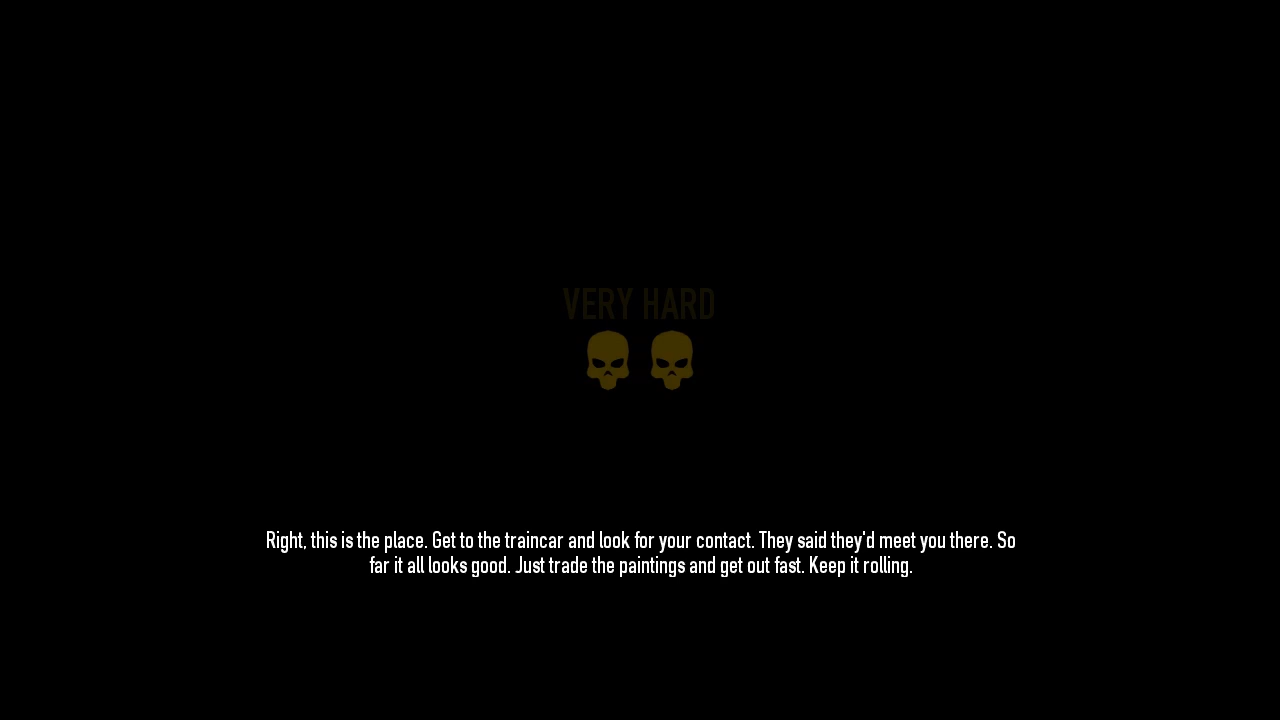 VERY HARD
Right, this is the place. Get to the traincar and look for your contact. They said they'd meet you there. So
far it all looks good. Just trade the paintings and get out fast. Keep it rolling.